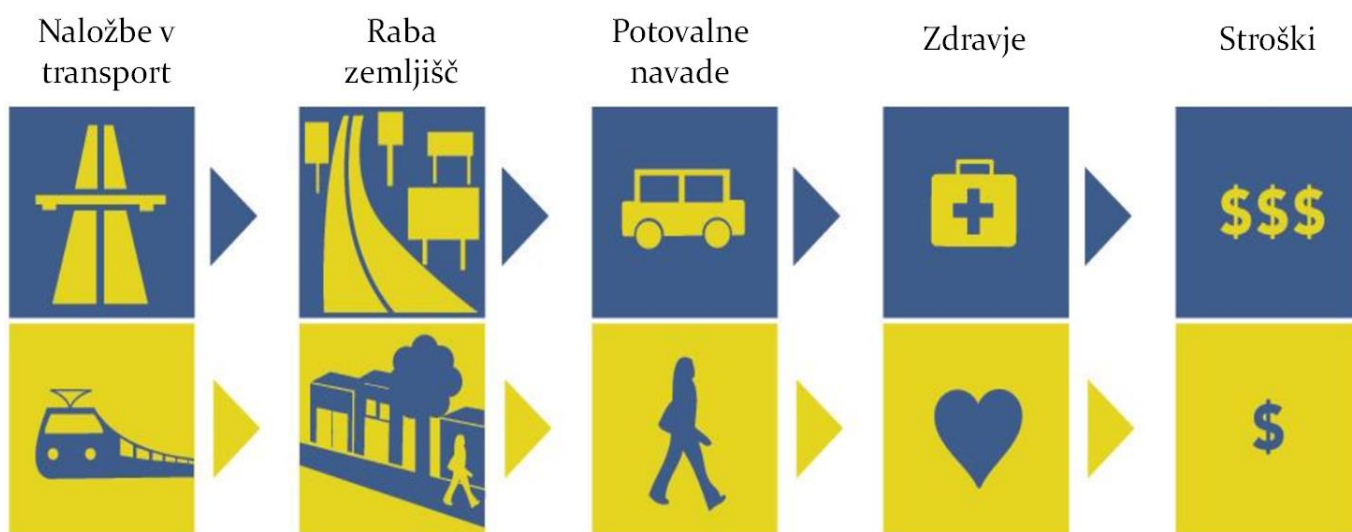 Naložbe v
transport
Raba
zemljišč
Potovalne
navade
Zdravje
Stroški
$$$
$